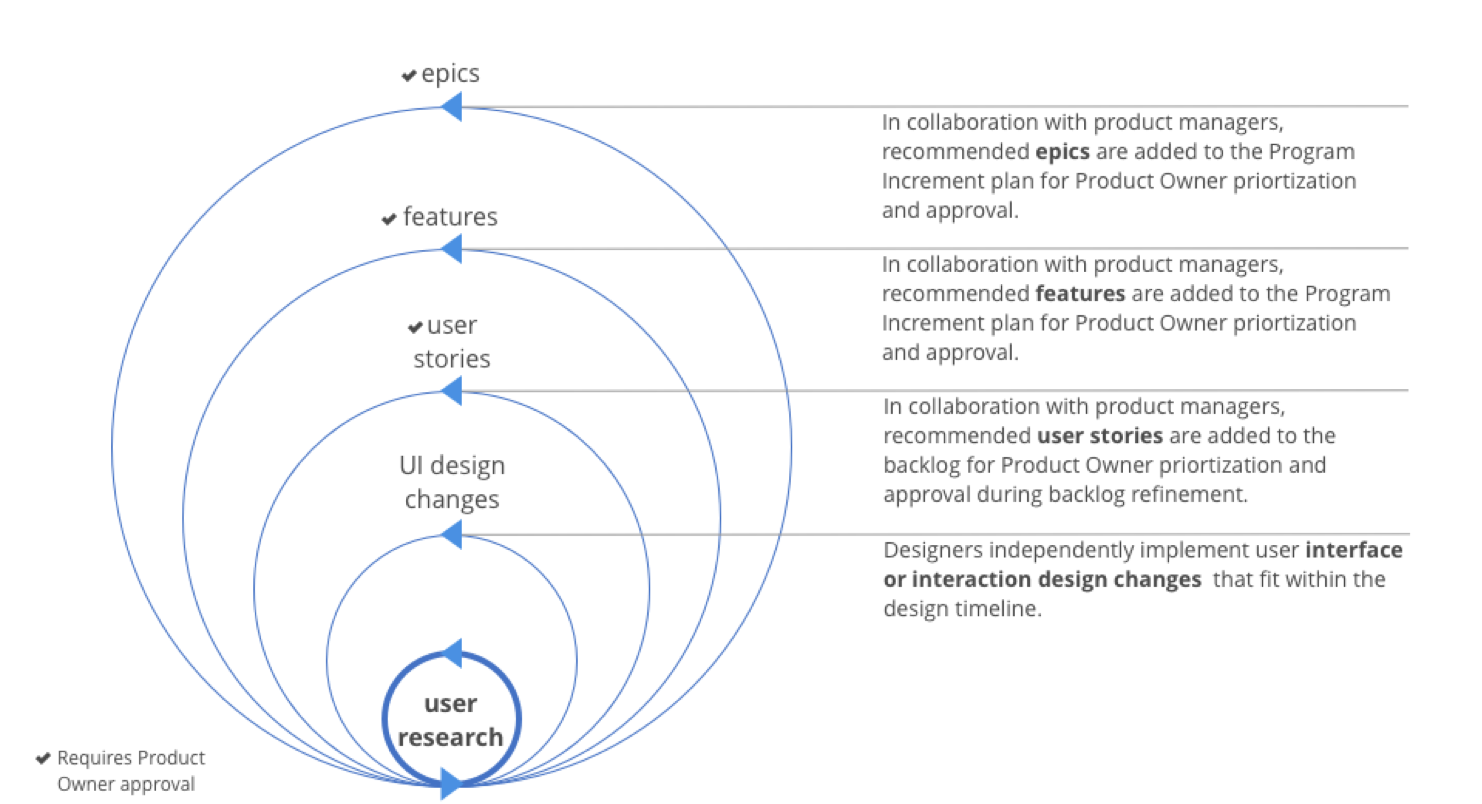 ✔ epics
In collaboration with product managers,
recommended epics are added to the Program
Increment plan for Product Owner priortization
and approval.
✔ features
In collaboration with product managers,
recommended features are added to the Program
Increment plan for Product Owner priortization
and approval.
✔ user
stories
In collaboration with product managers,
recommended user stories are added to the
backlog for Product Owner priortization and
approval during backlog refinement.
UI design
changes
Designers independently implement user interface
or interaction design changes that fit within the
design timeline.
user
research
✔ Requires Product
Owner approval